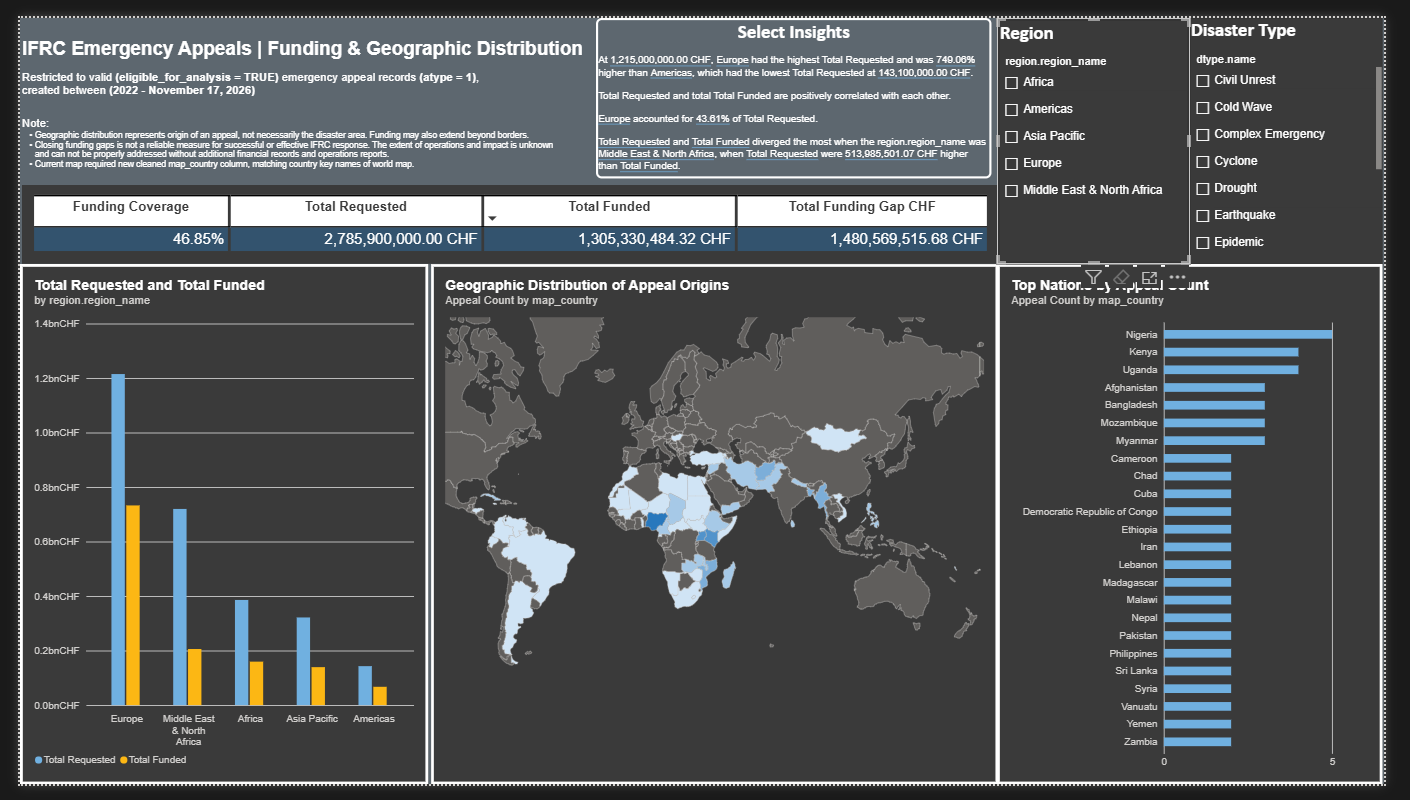 IFRC Emergency Appeals | Funding & Geographic Distribution
Restricted to valid (eligible_for_analysis = TRUE) emergency appeal records (atype = 1),
created between (2022 - November 17, 2026)
Note:
• Geographic distribution represents origin of an appeal, not necessarily the disaster area. Funding may also extend beyond borders.
• Closing funding gaps is not a reliable measure for successful or effective IFRC response. The extent of operations and impact is unknown
and can not be properly addressed without additional financial records and operations reports.
• Current map required new cleaned map_country column, matching country key names of world map.
Select Insights
At 1,215,000,000.00 CHF, Europe had the highest Total Requested and was 749.06%
higher than Americas, which had the lowest Total Requested at 143,100,000.00 CHF.
Total Requested and total Total Funded are positively correlated with each other.
Europe accounted for 43.61% of Total Requested.
Total Requested and Total Funded diverged the most when the region.region_name was
Middle East & North Africa, when Total Requested were 513,985,501.07 CHF higher
than Total Funded.
Region
region.region_name
Africa
Americas
Asia Pacific
Europe
Middle East & North Africa
Disaster Type
dtype.name
Civil Unrest
Cold Wave
Complex Emergency
Cyclone
Drought
Earthquake
Epidemic
Funding Coverage
Total Requested
Total Funded
Total Funding Gap CHF
46.85%
2,785,900,000.00 CHF
1,305,330,484.32 CHF
1,480,569,515.68 CHF
Total Requested and Total Funded
by region.region_name
1.4bnCHF
1.2bnCHF
1.0bnCHF
0.8bnCHF
0.6bnCHF
0.4bnCHF
0.2bnCHF
0.0bnCHF
Europe
Middle East
& North
Africa
Africa
Asia Pacific
Americas
Total Requested
Total Funded
Geographic Distribution of Appeal Origins
Appeal Count by map_country
Top Nations by Appeal Count
Appeal Count by map_country
Nigeria
Kenya
Uganda
Afghanistan
Bangladesh
Mozambique
Myanmar
Cameroon
Chad
Cuba
Democratic Republic of Congo
Ethiopia
Iran
Lebanon
Madagascar
Malawi
Nepal
Pakistan
Philippines
Sri Lanka
Syria
Vanuatu
Yemen
Zambia
0
5